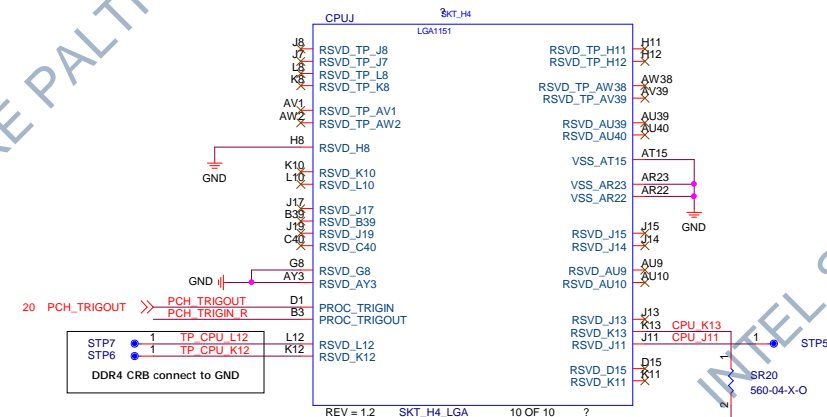 ?
CPUJ SKT_H4
LGA1151
J8 RSVD_TP_J8 RSVD_TP_H11 H11
J7 RSVD_TP_J7 RSVD_TP_H12 H12
L8 RSVD_TP_L8
K8 RSVD_TP_K8 RSVD_TP_AW38 AW38
RSVD_TP_AV39 AV39
AV1 RSVD_TP_AV1
AW2 RSVD_TP_AW2 RSVD_AU39 AU39
RSVD_AU40 AU40
H8 RSVD_H8
VSS_AT15 AT15
GND
K10 RSVD_K10
L10 RSVD_L10 VSS_AR23 AR23
VSS_AR22 AR22
J17 RSVD_J17
B39 RSVD_B39
GND
J19 RSVD_J19 RSVD_J15 J15
C40 RSVD_C40 RSVD_J14 J14
G8 RSVD_G8 RSVD_AU9 AU9
GND AY3 RSVD_AY3 RSVD_AU10 AU10
20 PCH_TRIGOUT PCH_TRIGOUT D1 PROC_TRIGIN
PCH_TRIGIN_R B3 PROC_TRIGOUT RSVD_J13 J13
RSVD_K13 K13 CPU_K13
STP7 1 TP_CPU_L12 L12 RSVD_L12 RSVD_J11 J11 CPU_J11 1 STP5
STP6 1 TP_CPU_K12 K12 RSVD_K12
DDR4 CRB connect to GND
RSVD_D15 D15
RSVD_K11 K11
1
SR20
560-04-X-O
2
REV = 1.2 SKT_H4_LGA 10 OF 10 ?
INTEL S